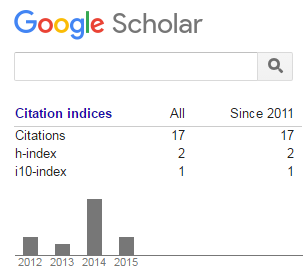 Google Scholar
Citation indices All Since 2011
Citations 17 17
h-index 2 2
i10-index 1 1
2012 2013 2014 2015